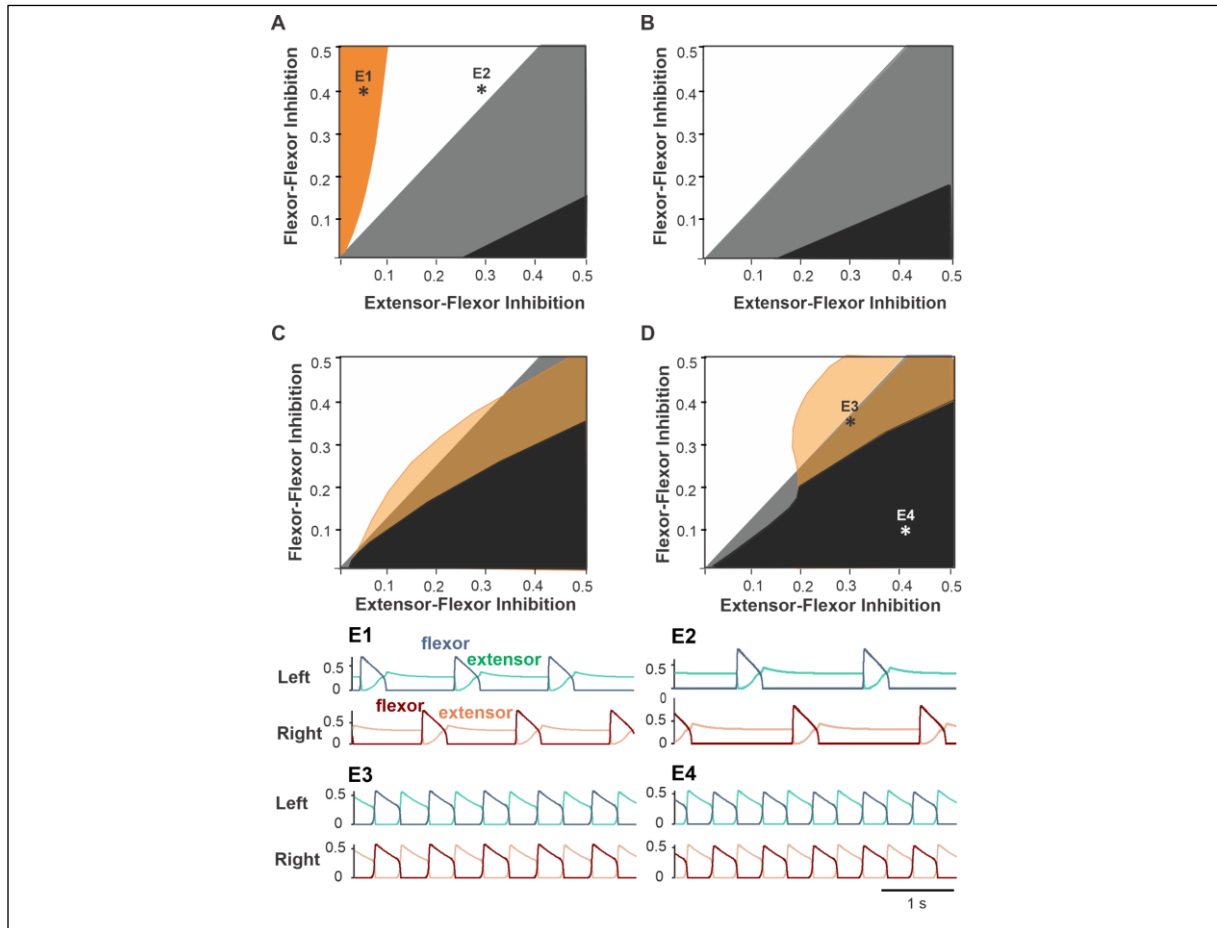 A
B
0.5
0.4
0.3
0.2
0.1
Flexor-Flexor Inhibition
E1
*
E2
*
0.1 0.2 0.3 0.4 0.5
Extensor-Flexor Inhibition
0.5
0.4
0.3
0.2
0.1
Flexor-Flexor Inhibition
0.1 0.2 0.3 0.4 0.5
Extensor-Flexor Inhibition
C
D
0.5
0.4
0.3
0.2
0.1
Flexor-Flexor Inhibition
0.1 0.2 0.3 0.4 0.5
Extensor-Flexor Inhibition
0.5
0.4
0.3
0.2
0.1
Flexor-Flexor Inhibition
E3
*
E4
*
0.1 0.2 0.3 0.4 0.5
Extensor-Flexor Inhibition
E1
flexor
extensor
Left
0.5
0
flexor extensor
Right
0.5
0
E2
0.5
0
0.5
0
E3
Left
0.5
0
Right
0.5
0
E4
0.5
0
0.5
0
1 s